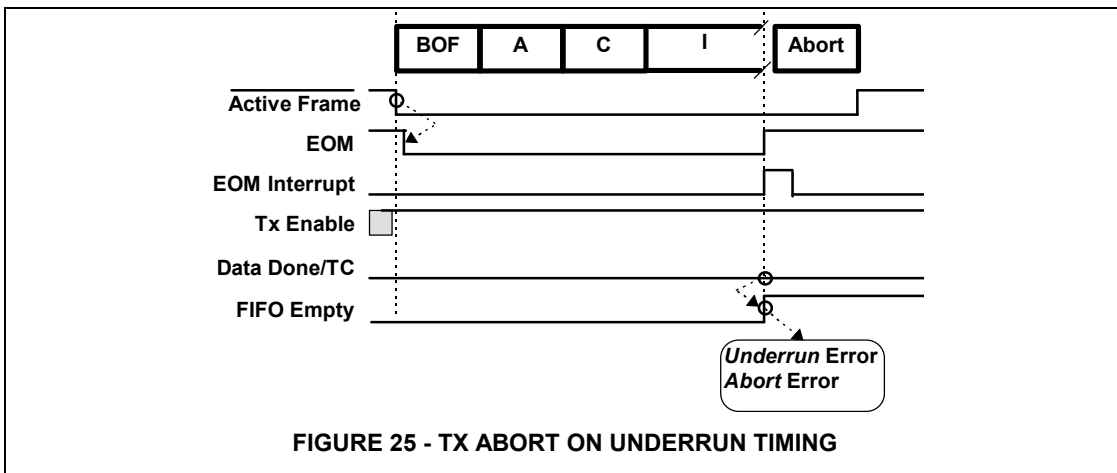 BOF A C I Abort
Active Frame
EOM
EOM Interrupt
Tx Enable
Data Done/TC
FIFO Empty
Underrun Error
Abort Error
FIGURE 25 - TX ABORT ON UNDERRUN TIMING